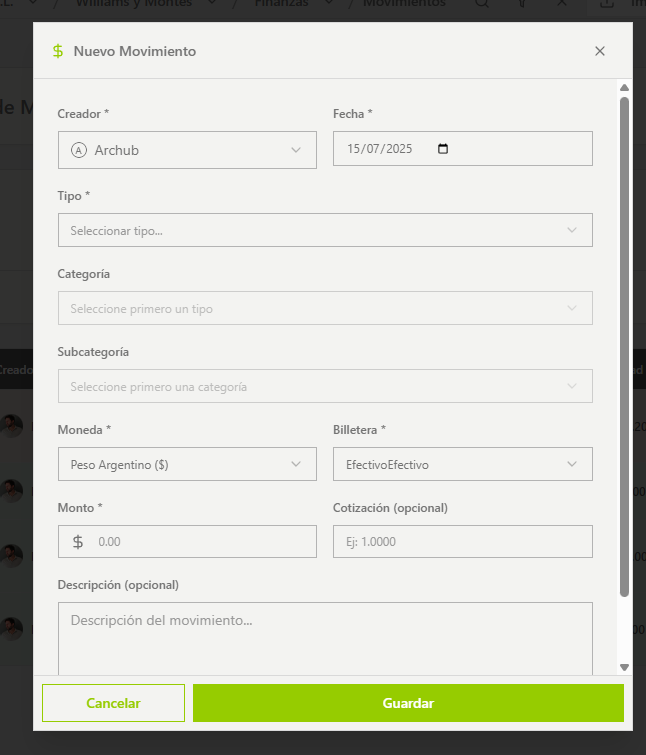 Williams y Montes / Finanzas / Movimientos
$ Nuevo Movimiento
de M
Creador * Fecha *
A Archub 15/07/2025
Tipo *
Seleccionar tipo...
Categoría
Seleccione primero un tipo
Subcategoría
Creado Seleccione primero una categoría
Moneda * Billetera *
Peso Argentino ($) EfectivoEfectivo
Monto * Cotización (opcional)
$ 0.00 Ej: 1.0000
Descripción (opcional)
Descripción del movimiento...
Cancelar Guardar